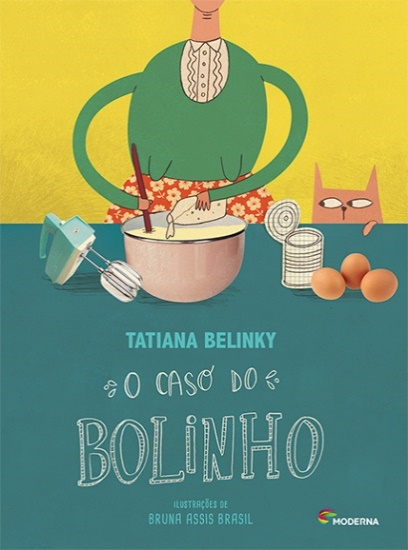 TATIANA BELINKY
O CASO DO
BOLINHO
ILUSTRAÇÕES DE
BRUNA ASSIS BRASIL
MODERNA